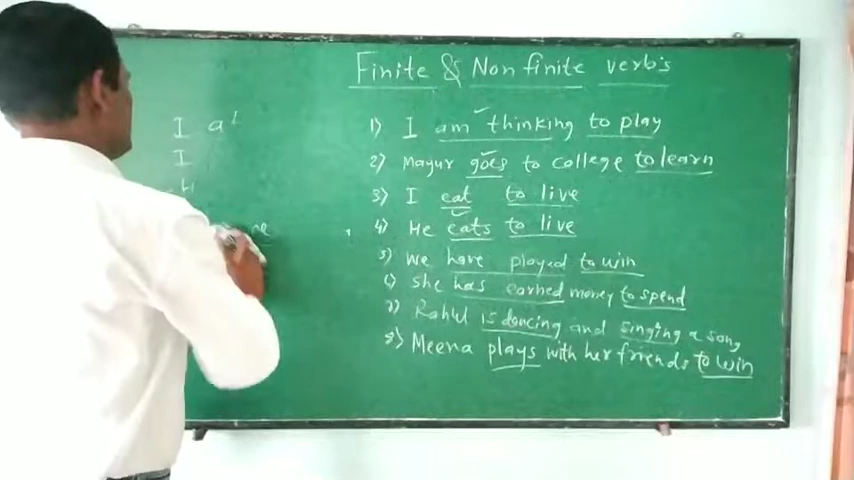 Finite & Non finite verb's
1) I am thinking to play
2) Mayur goes to college to learn
3) I eat to live
4) He eats to live
5) we have played to win
6) she has earned money to spend
7) Rahul is dancing and singing a song
8) Meena plays with her friends to win
I
I